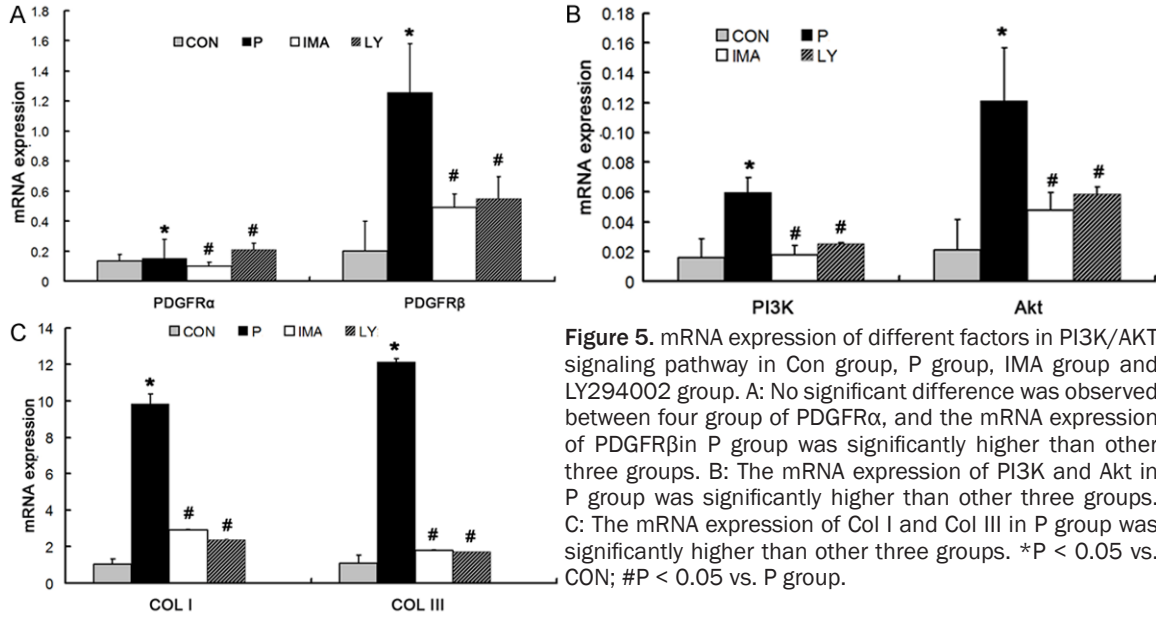 A
mRNA expression
1.8
1.6
1.4
1.2
1.0
0.8
0.6
0.4
0.2
0
CON P IMA LY
*
#
#
*
#
#
PDGFRα PDGFRβ
B
mRNA expression
0.18
0.16
0.14
0.12
0.10
0.08
0.06
0.04
0.02
0
CON P
IMA LY
*
#
#
*
#
#
PI3K Akt
C
mRNA expression
14
12
10
8
6
4
2
0
CON P IMA LY
*
#
#
*
#
#
COL I COL III
Figure 5. mRNA expression of different factors in PI3K/AKT
signaling pathway in Con group, P group, IMA group and
LY294002 group. A: No significant difference was observed
between four group of PDGFRα, and the mRNA expression
of PDGFRβin P group was significantly higher than other
three groups. B: The mRNA expression of PI3K and Akt in
P group was significantly higher than other three groups.
C: The mRNA expression of Col I and Col III in P group was
significantly higher than other three groups. *P < 0.05 vs.
CON; #P < 0.05 vs. P group.